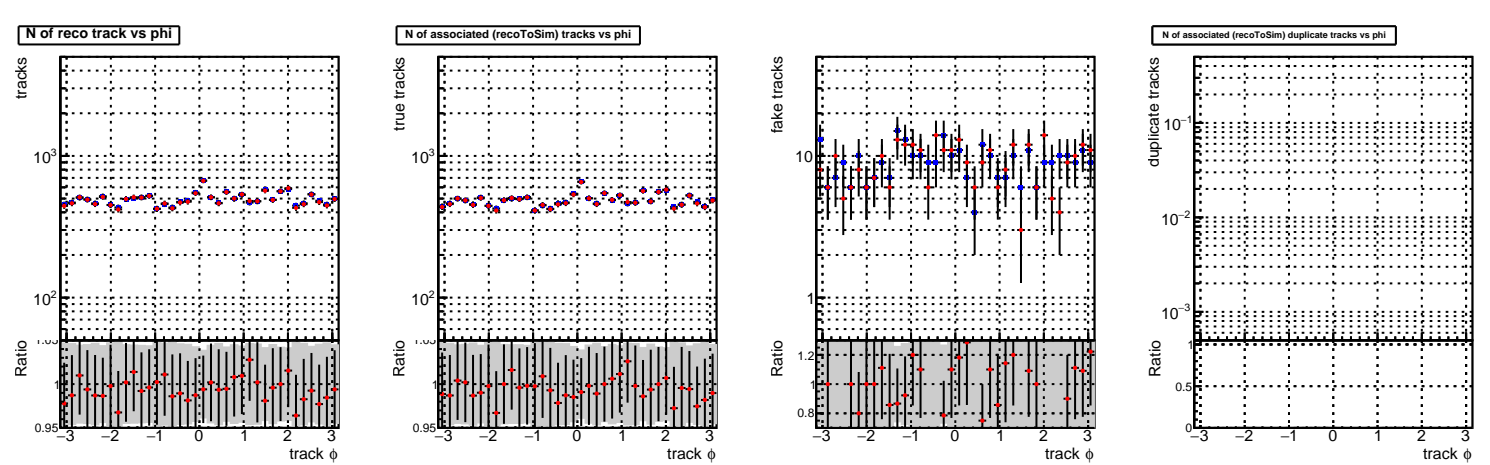 N of reco track vs phi
tracks
10³
10²
Ratio
1
0.95
−3 −2 −1 0 1 2 3
track ϕ
N of associated (recoToSim) tracks vs phi
true tracks
10³
10²
Ratio
1
0.95
−3 −2 −1 0 1 2 3
track ϕ
fake tracks
10
1
Ratio
1.2
1
0.8
−3 −2 −1 0 1 2 3
track ϕ
N of associated (recoToSim) duplicate tracks vs phi
duplicate tracks
10⁻¹
10⁻²
10⁻³
Ratio
1
0.5
0
−3 −2 −1 0 1 2 3
track ϕ